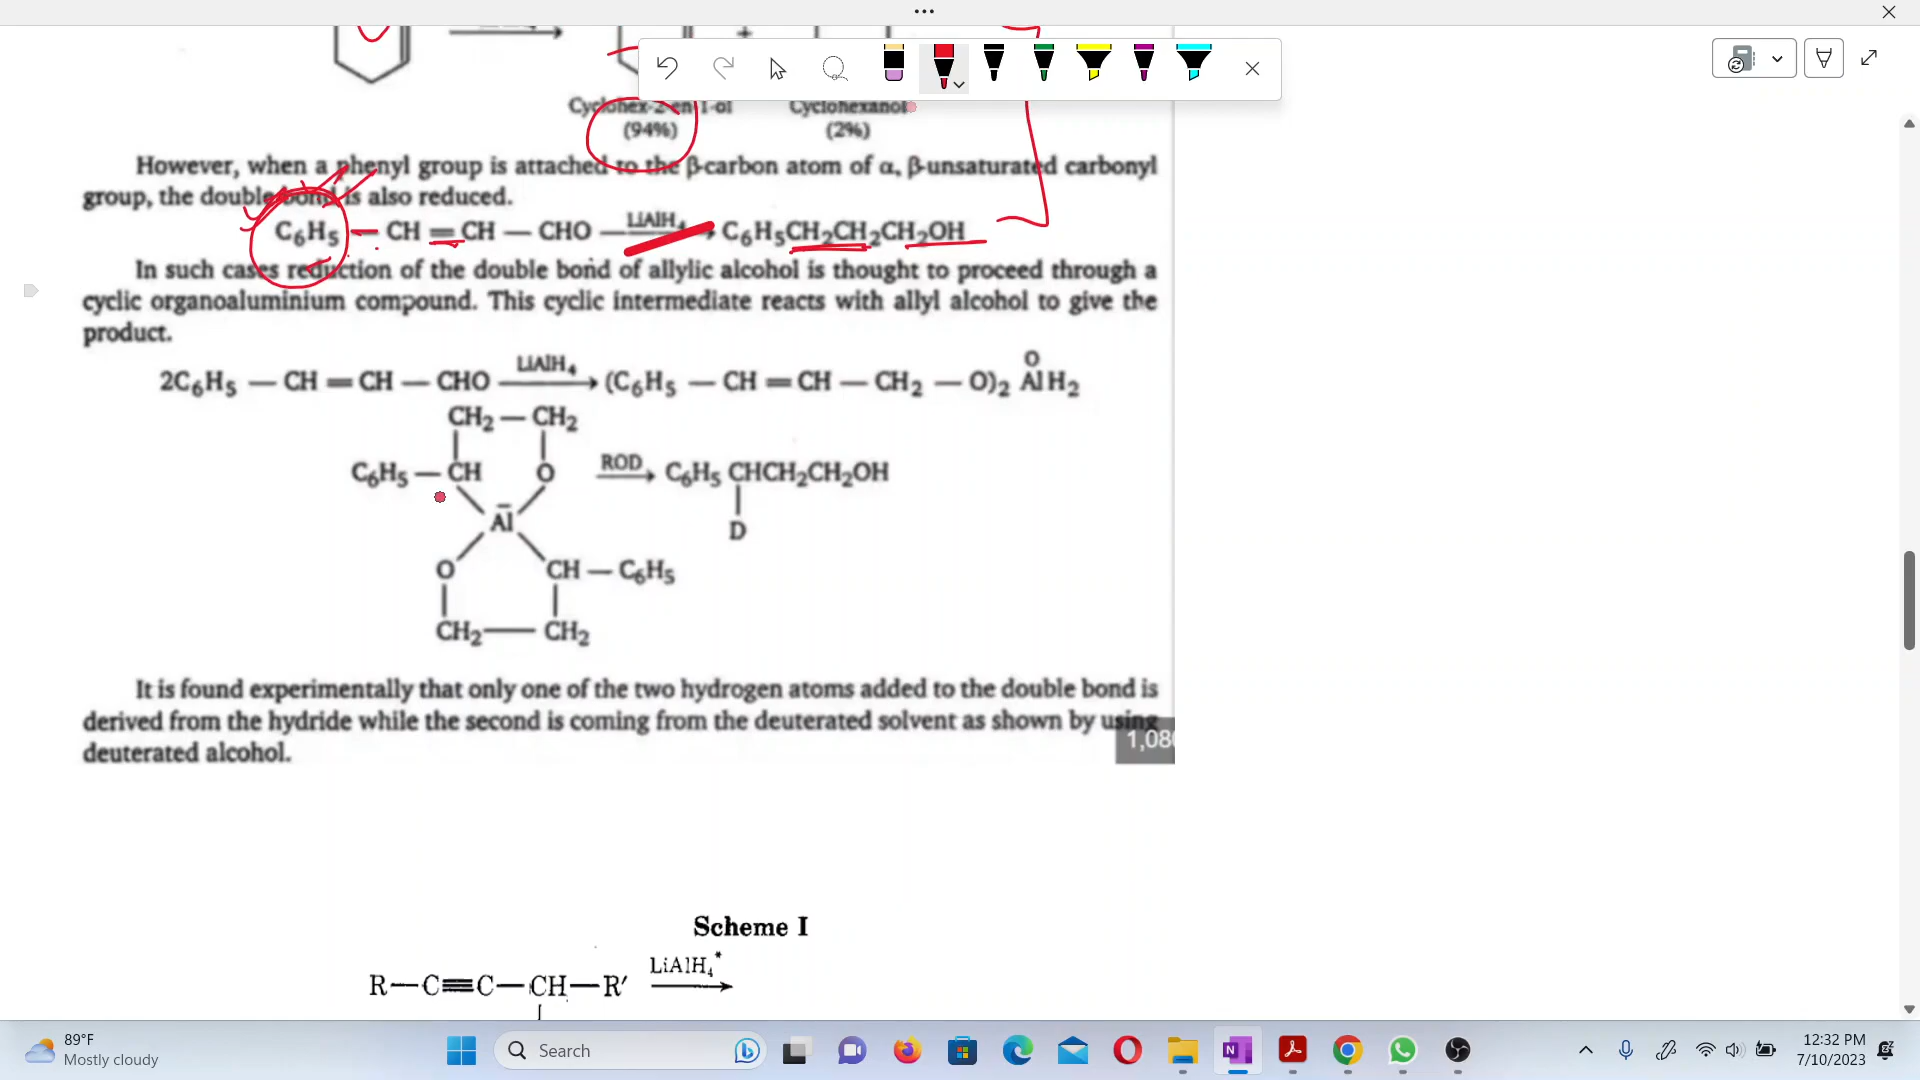 Cyclohex-2-en-1-ol Cyclohexanol
(94%) (2%)
However, when a phenyl group is attached to the β-carbon atom of α, β-unsaturated carbonyl
group, the double bond is also reduced.
C₆H₅ — CH = CH — CHO —LiAlH₄→ C₆H₅CH₂CH₂CH₂OH
In such cases reduction of the double bond of allylic alcohol is thought to proceed through a
cyclic organoaluminium compound. This cyclic intermediate reacts with allyl alcohol to give the
product.
2C₆H₅ — CH = CH — CHO —LiAlH₄→ (C₆H₅ — CH = CH — CH₂ — O)₂ AlH₂
O
CH₂ — CH₂
C₆H₅ — CH O —ROD→ C₆H₅ CHCH₂CH₂OH
Al D
O CH — C₆H₅
CH₂ — CH₂
It is found experimentally that only one of the two hydrogen atoms added to the double bond is
derived from the hydride while the second is coming from the deuterated solvent as shown by using
deuterated alcohol.
1,080
Scheme I
R—C≡C—CH—R′ LiAlH₄*
89°F
Mostly cloudy
Search
12:32 PM
7/10/2023